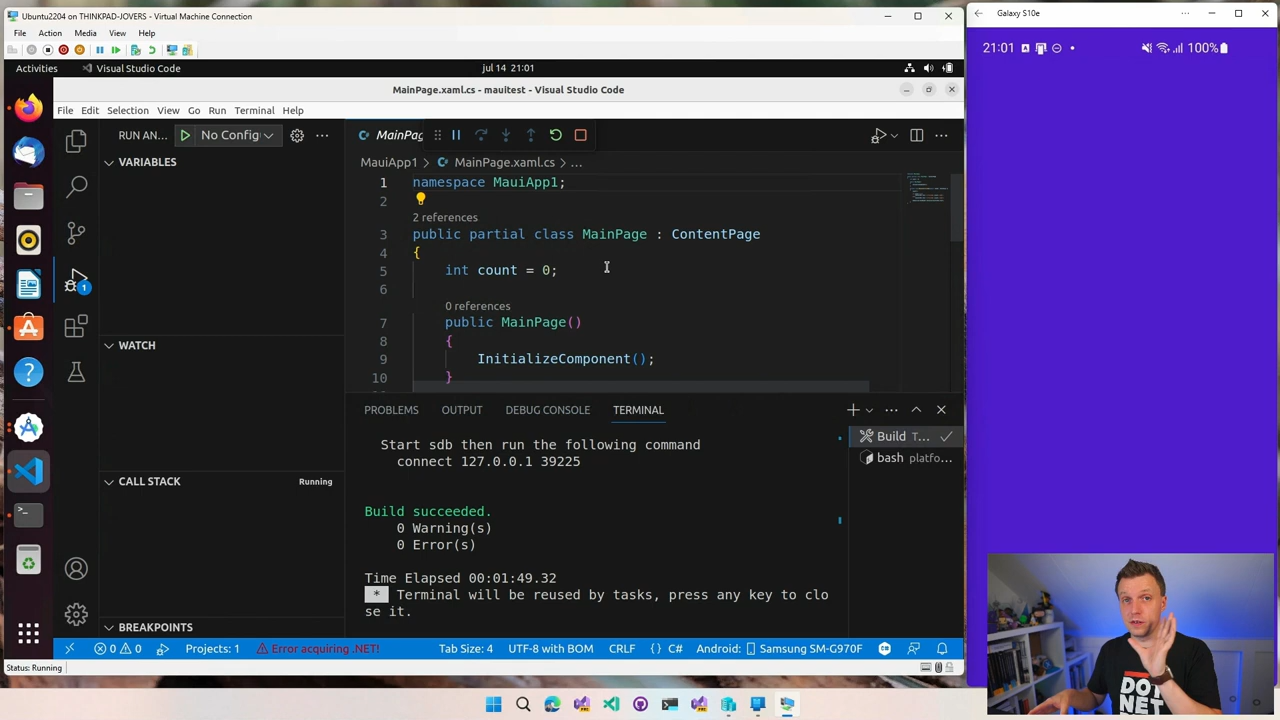 Ubuntu2204 on THINKPAD-JOVERS - Virtual Machine Connection
File Action Media View Help
Activities Visual Studio Code jul 14 21:01
MainPage.xaml.cs - mauitest - Visual Studio Code
File Edit Selection View Go Run Terminal Help
RUN AN... No Config
MainPag
VARIABLES
MauiApp1 > MainPage.xaml.cs > ...
1 namespace MauiApp1;
2
2 references
3 public partial class MainPage : ContentPage
4 {
5 int count = 0;
6
0 references
7 public MainPage()
8 {
9 InitializeComponent();
10 }
WATCH
CALL STACK Running
BREAKPOINTS
1
PROBLEMS OUTPUT DEBUG CONSOLE TERMINAL
Start sdb then run the following command
connect 127.0.0.1 39225
Build succeeded.
0 Warning(s)
0 Error(s)
Time Elapsed 00:01:49.32
* Terminal will be reused by tasks, press any key to clo
se it.
Build T...
bash platfo...
0 0 Projects: 1 Error acquiring .NET! Tab Size: 4 UTF-8 with BOM CRLF {} C# Android: Samsung SM-G970F
Status: Running
Galaxy S10e
21:01 100%
DOT
NET